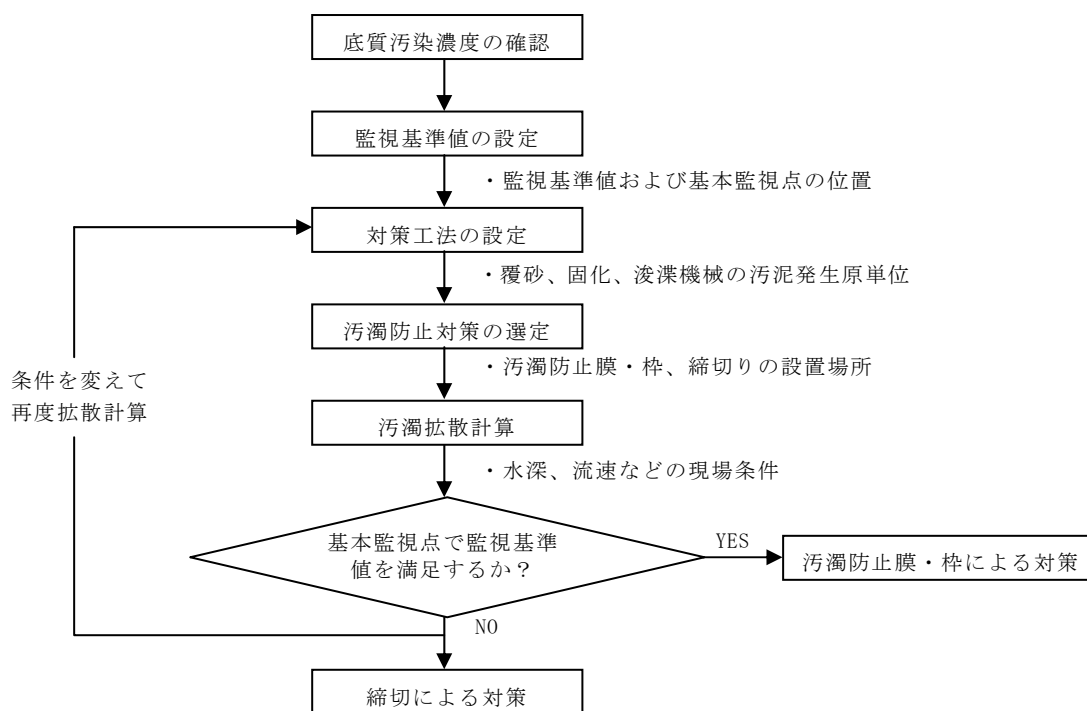 底質汚染濃度の確認
監視基準値の設定
・監視基準値および基本監視点の位置
対策工法の設定
・覆砂、固化、浚渫機械の汚泥発生原単位
汚濁防止対策の選定
・汚濁防止膜・枠、締切りの設置場所
条件を変えて
再度拡散計算
汚濁拡散計算
・水深、流速などの現場条件
基本監視点で監視基準
値を満足するか？
YES
汚濁防止膜・枠による対策
NO
締切による対策